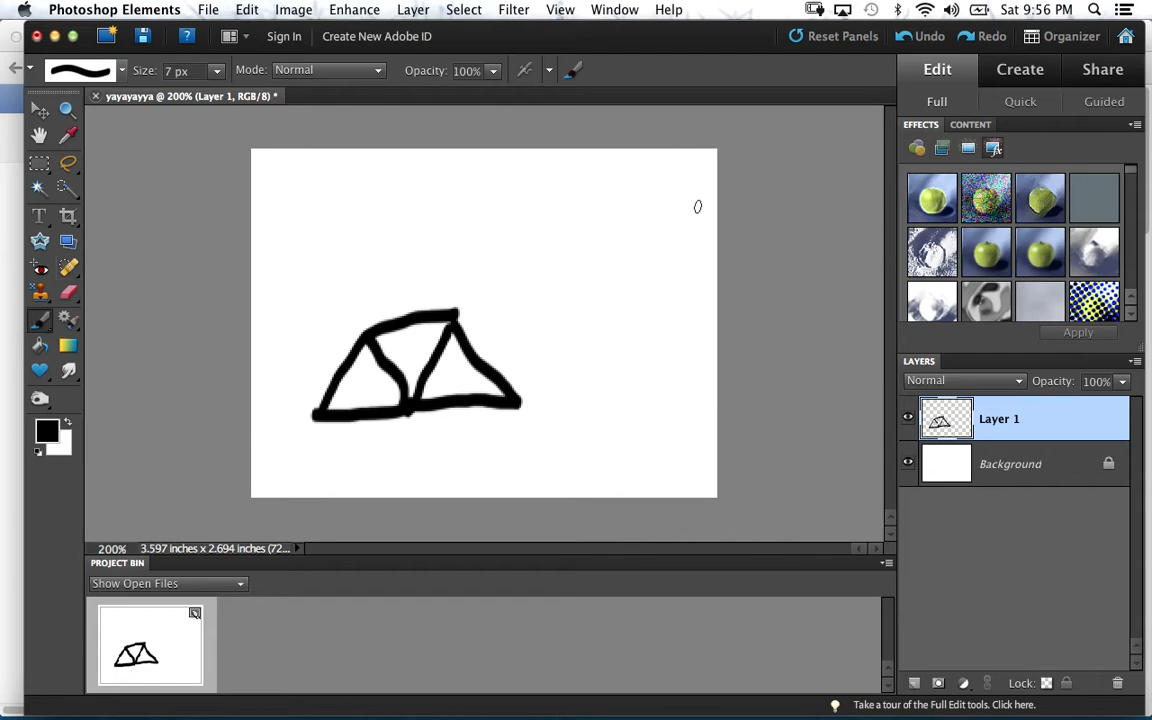 Photoshop Elements File Edit Image Enhance Layer Select Filter View Window Help Sat 9:56 PM
Sign In Create New Adobe ID Reset Panels Undo Redo Organizer
Size: 7 px Mode: Normal Opacity: 100% Edit Create Share
yayayayya @ 200% (Layer 1, RGB/8) * Full Quick Guided
EFFECTS CONTENT
Apply
LAYERS
Normal Opacity: 100%
Layer 1
Background
200% 3.597 inches x 2.694 inches (72...
PROJECT BIN
Show Open Files
Lock:
Take a tour of the Full Edit tools. Click here.